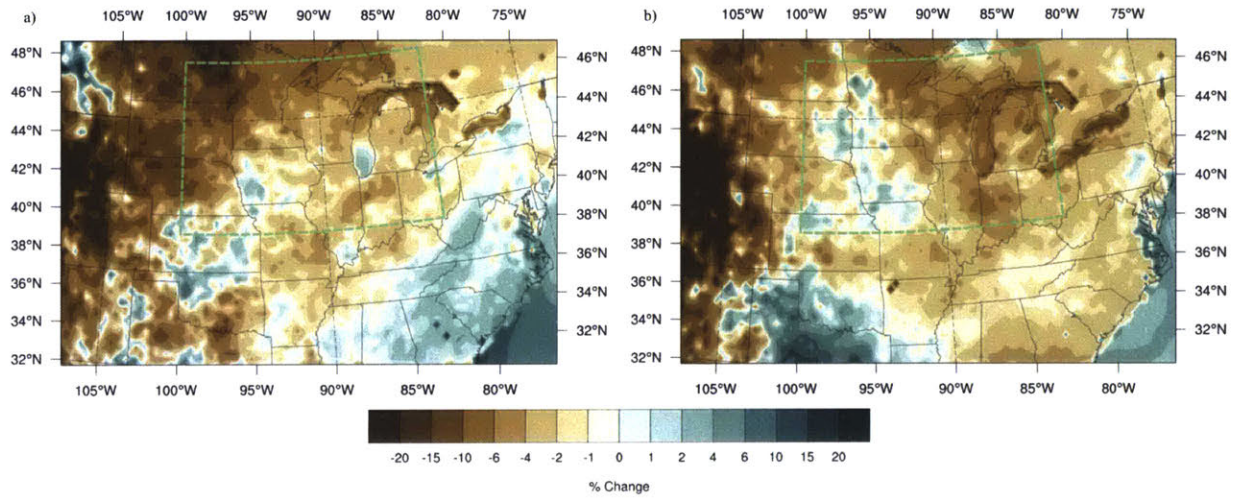 a) 105°W 100°W 95°W 90°W 85°W 80°W 75°W b) 105°W 100°W 95°W 90°W 85°W 80°W 75°W
48°N 46°N 48°N 46°N
46°N 44°N 46°N 44°N
44°N 42°N 44°N 42°N
42°N 40°N 42°N 40°N
40°N 38°N 40°N 38°N
38°N 36°N 38°N 36°N
36°N 34°N 36°N 34°N
34°N 32°N 34°N 32°N
32°N 32°N
105°W 100°W 95°W 90°W 85°W 80°W 105°W 100°W 95°W 90°W 85°W 80°W
-20 -15 -10 -6 -4 -2 -1 0 1 2 4 6 10 15 20
% Change